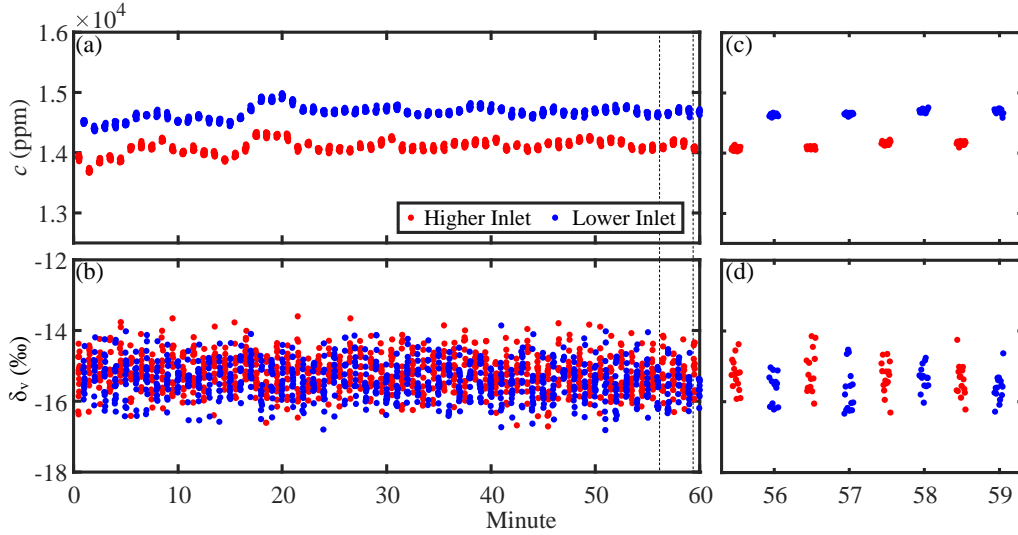 ×10⁴
1.6
1.5
1.4
1.3
c (ppm)
(a)
(c)
Higher Inlet
Lower Inlet
-12
-14
-16
-18
δᵥ (‰)
(b)
(d)
0
10
20
30
40
50
60
Minute
56
57
58
59